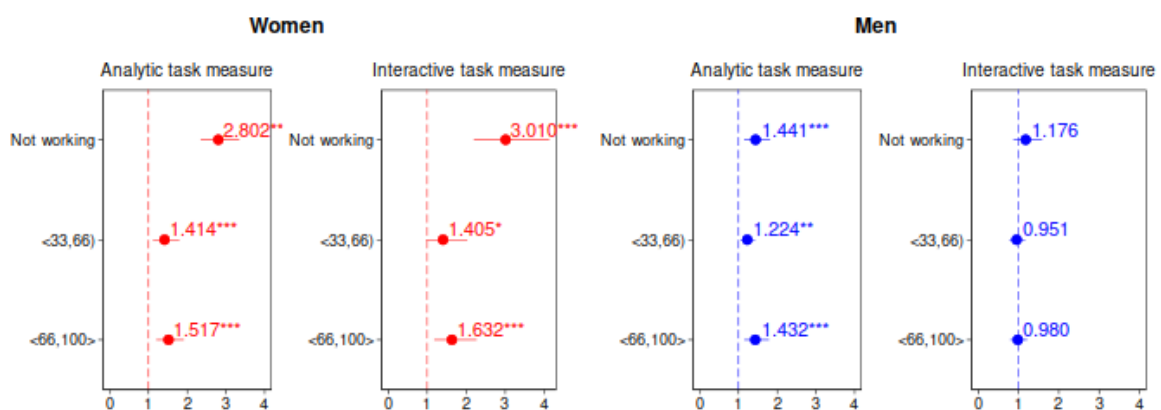 Women Men
Analytic task measure Interactive task measure Analytic task measure Interactive task measure
Not working 2.802** Not working 3.010*** Not working 1.441*** Not working 1.176
<33,66) 1.414*** <33,66) 1.405* <33,66) 1.224** <33,66) 0.951
<66,100> 1.517*** <66,100> 1.632*** <66,100> 1.432*** <66,100> 0.980
0 1 2 3 4 0 1 2 3 4 0 1 2 3 4 0 1 2 3 4